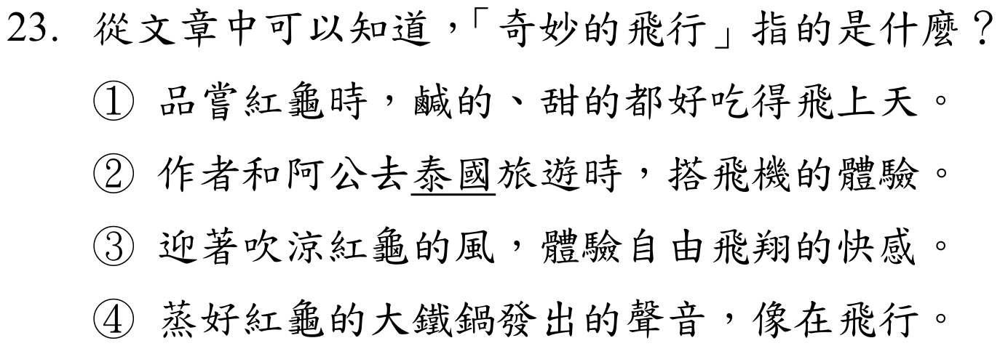 23. 從文章中可以知道，「奇妙的飛行」指的是什麼？
① 品嘗紅龜時，鹹的、甜的都好吃得飛上天。
② 作者和阿公去泰國旅遊時，搭飛機的體驗。
③ 迎著吹涼紅龜的風，體驗自由飛翔的快感。
④ 蒸好紅龜的大鐵鍋發出的聲音，像在飛行。